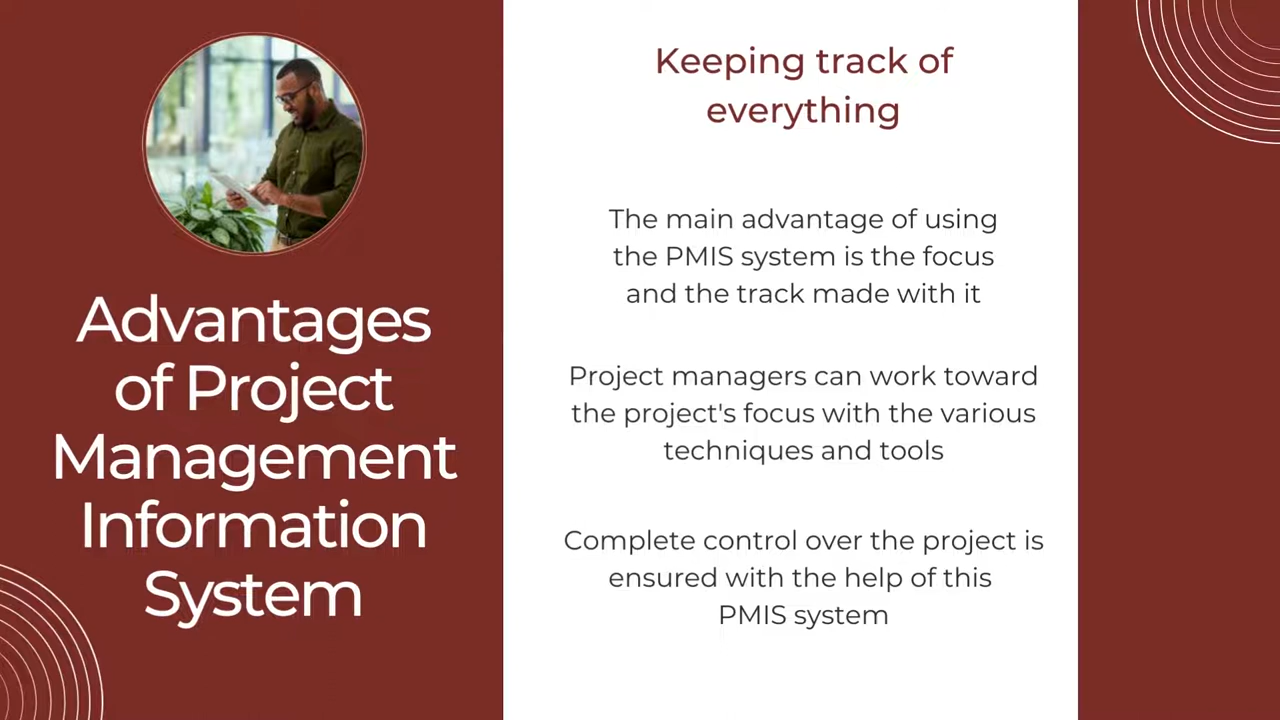 Advantages
of Project
Management
Information
System
Keeping track of
everything
The main advantage of using
the PMIS system is the focus
and the track made with it
Project managers can work toward
the project's focus with the various
techniques and tools
Complete control over the project is
ensured with the help of this
PMIS system